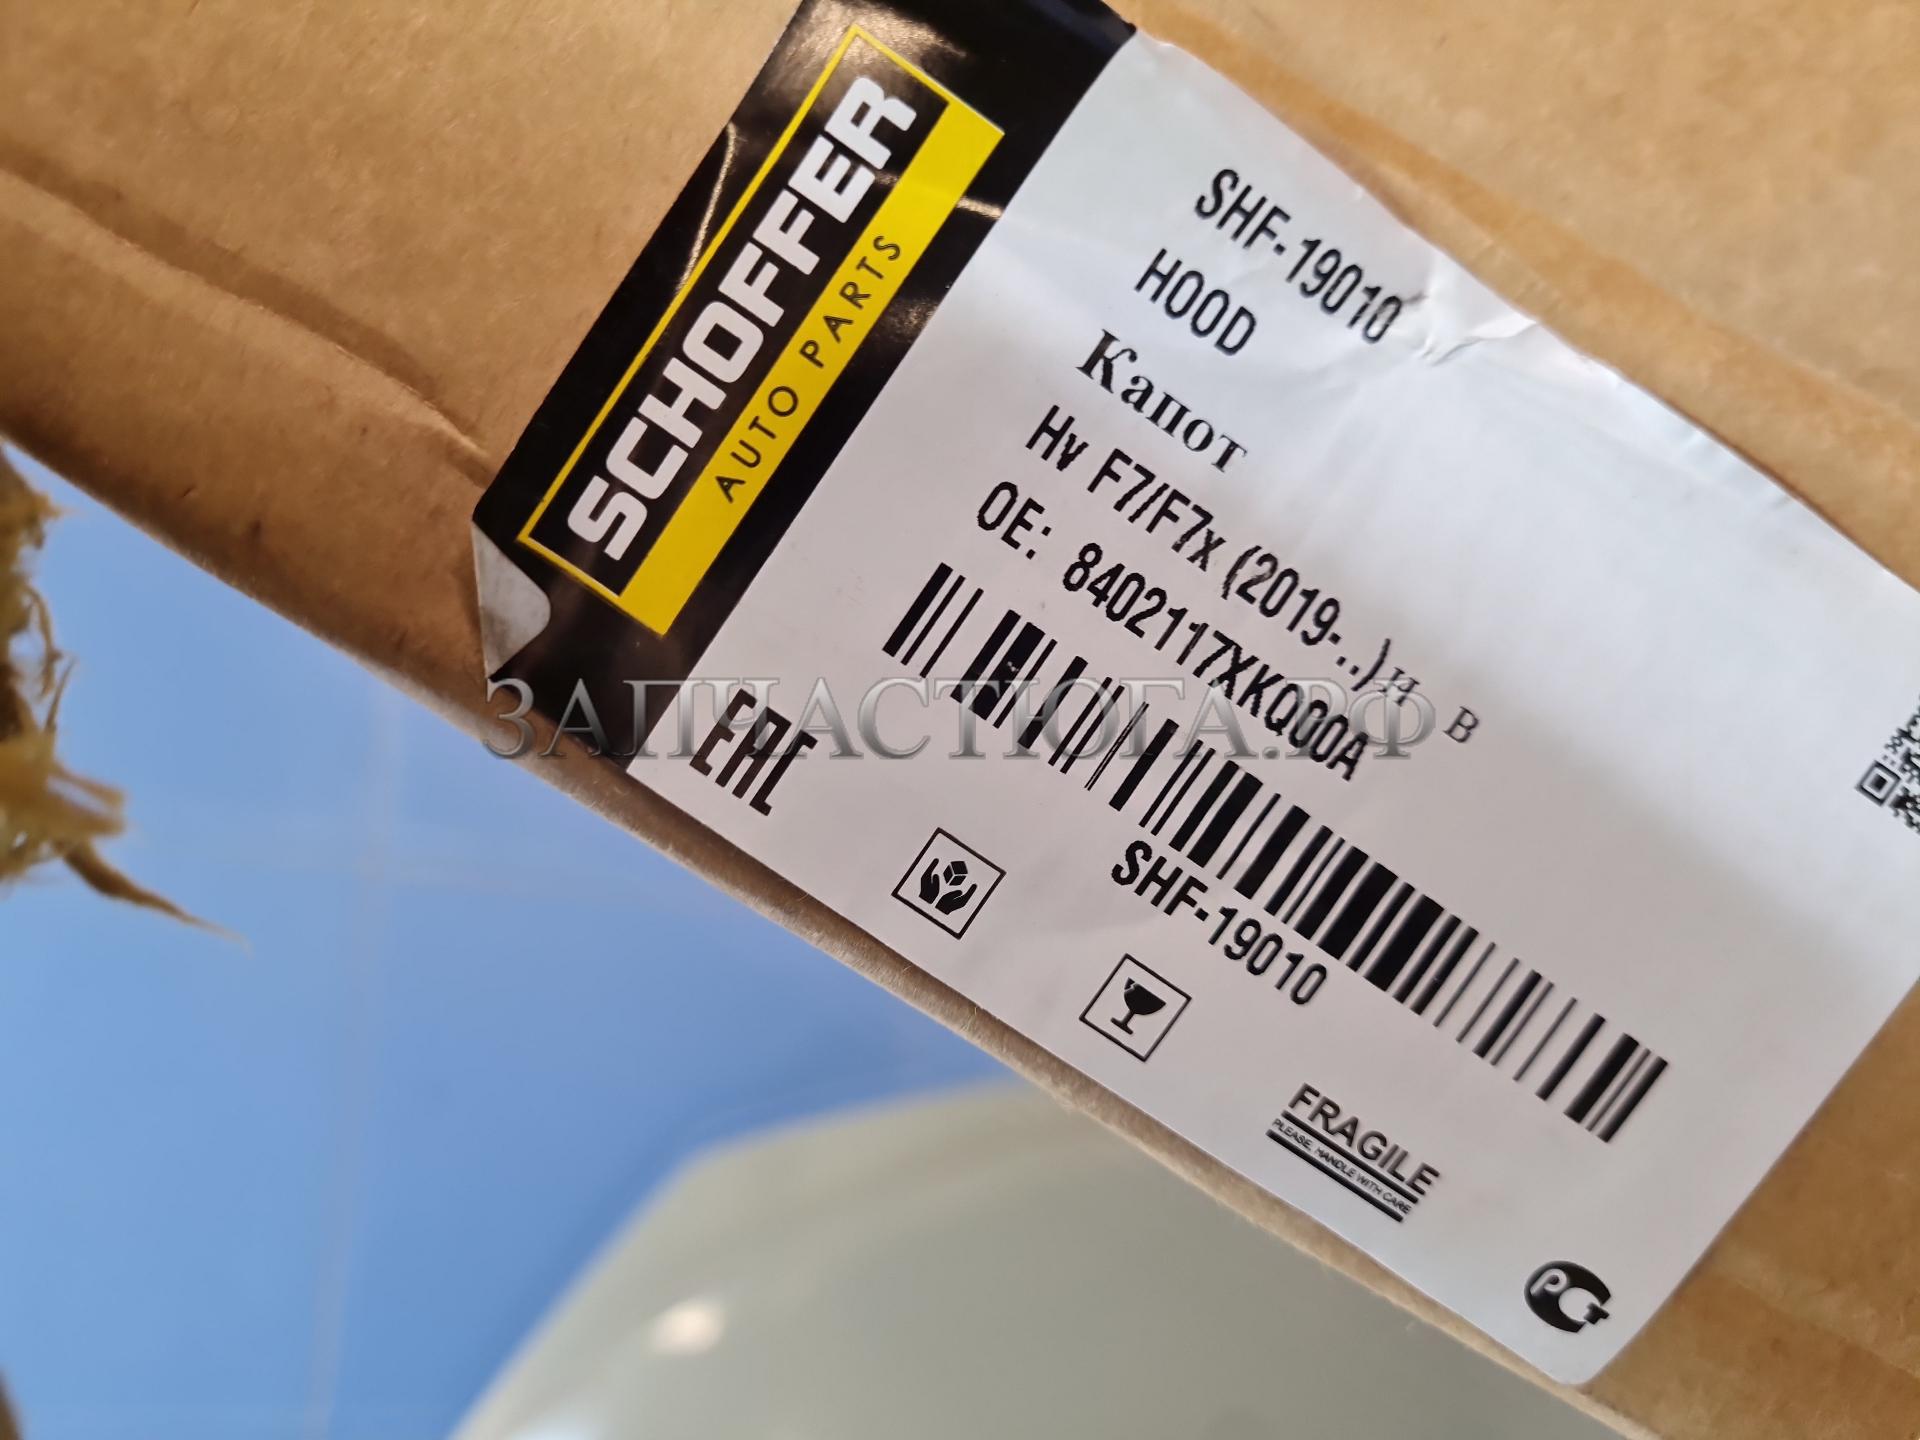 SCHOFFER
AUTO PARTS
SHF-19010
HOOD
Капот
Hv F7/F7x (2019-..) Н В
OE: 8402117XKQ00A
SHF-19010
EAC
FRAGILE
PLEASE, HANDLE WITH CARE
РСТ
ЗАПЧАСТЮГА.РФ